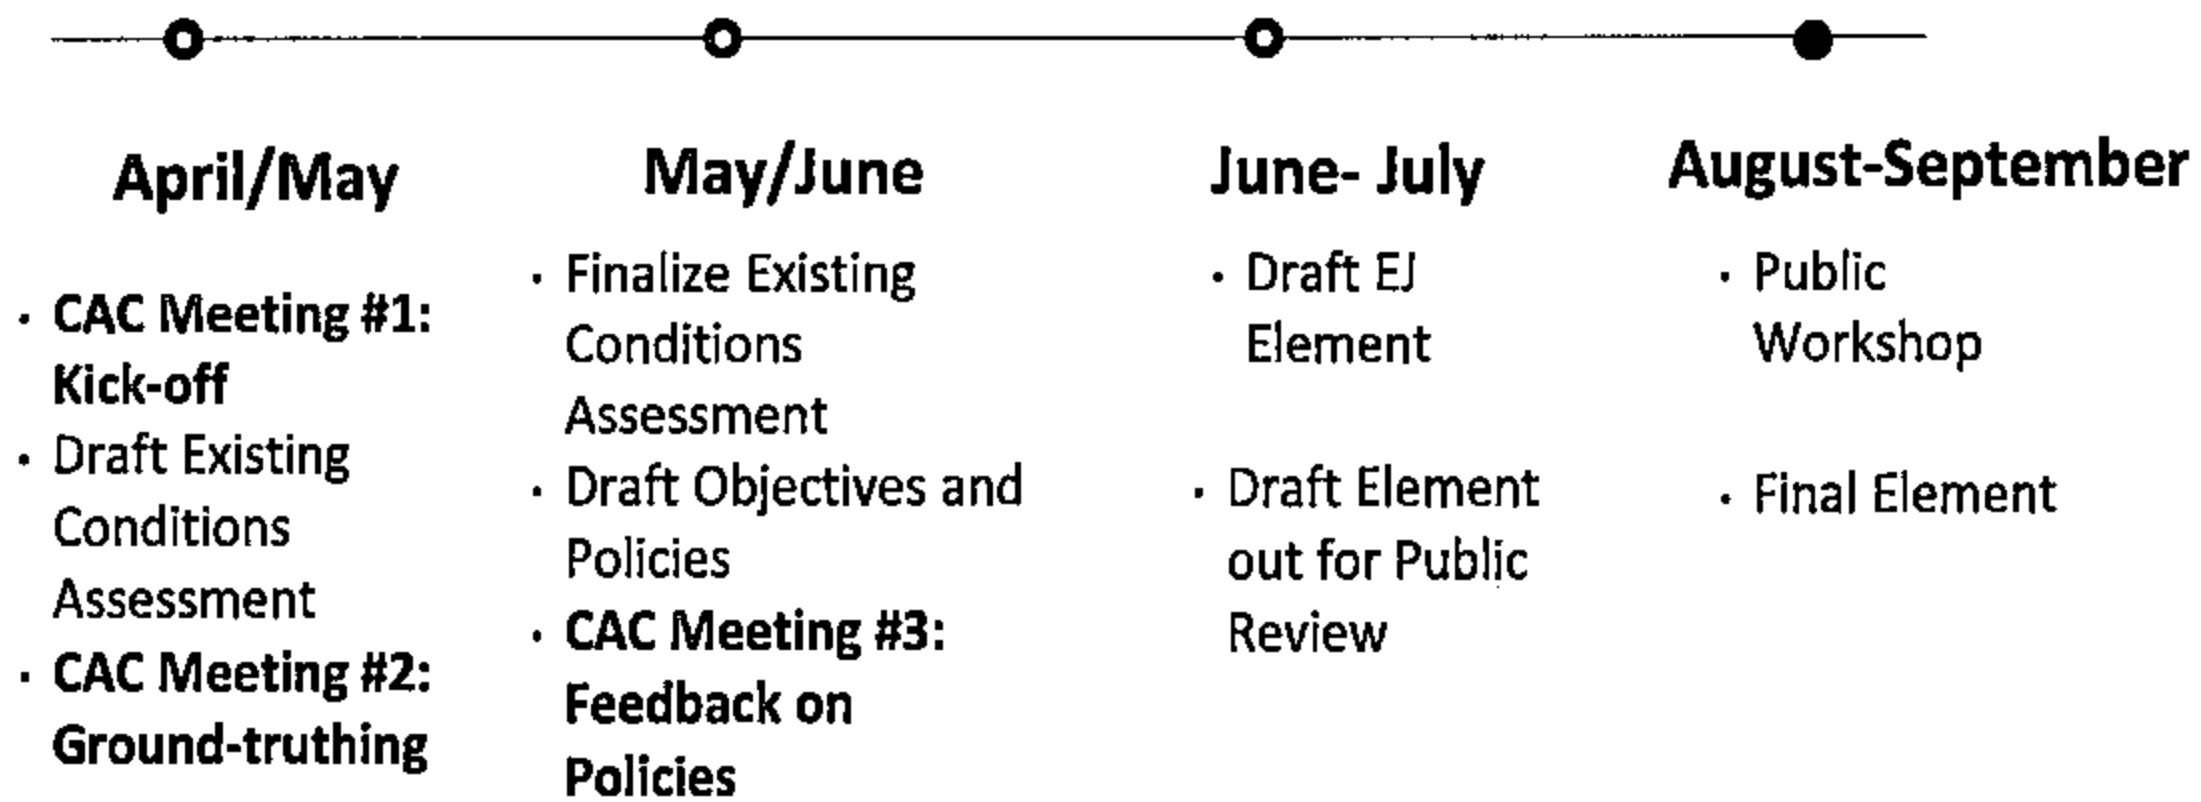 April/May
· CAC Meeting #1:
Kick-off
· Draft Existing
Conditions
Assessment
· CAC Meeting #2:
Ground-truthing
May/June
· Finalize Existing
Conditions
Assessment
· Draft Objectives and
Policies
· CAC Meeting #3:
Feedback on
Policies
June- July
· Draft EJ
Element
· Draft Element
out for Public
Review
August-September
· Public
Workshop
· Final Element